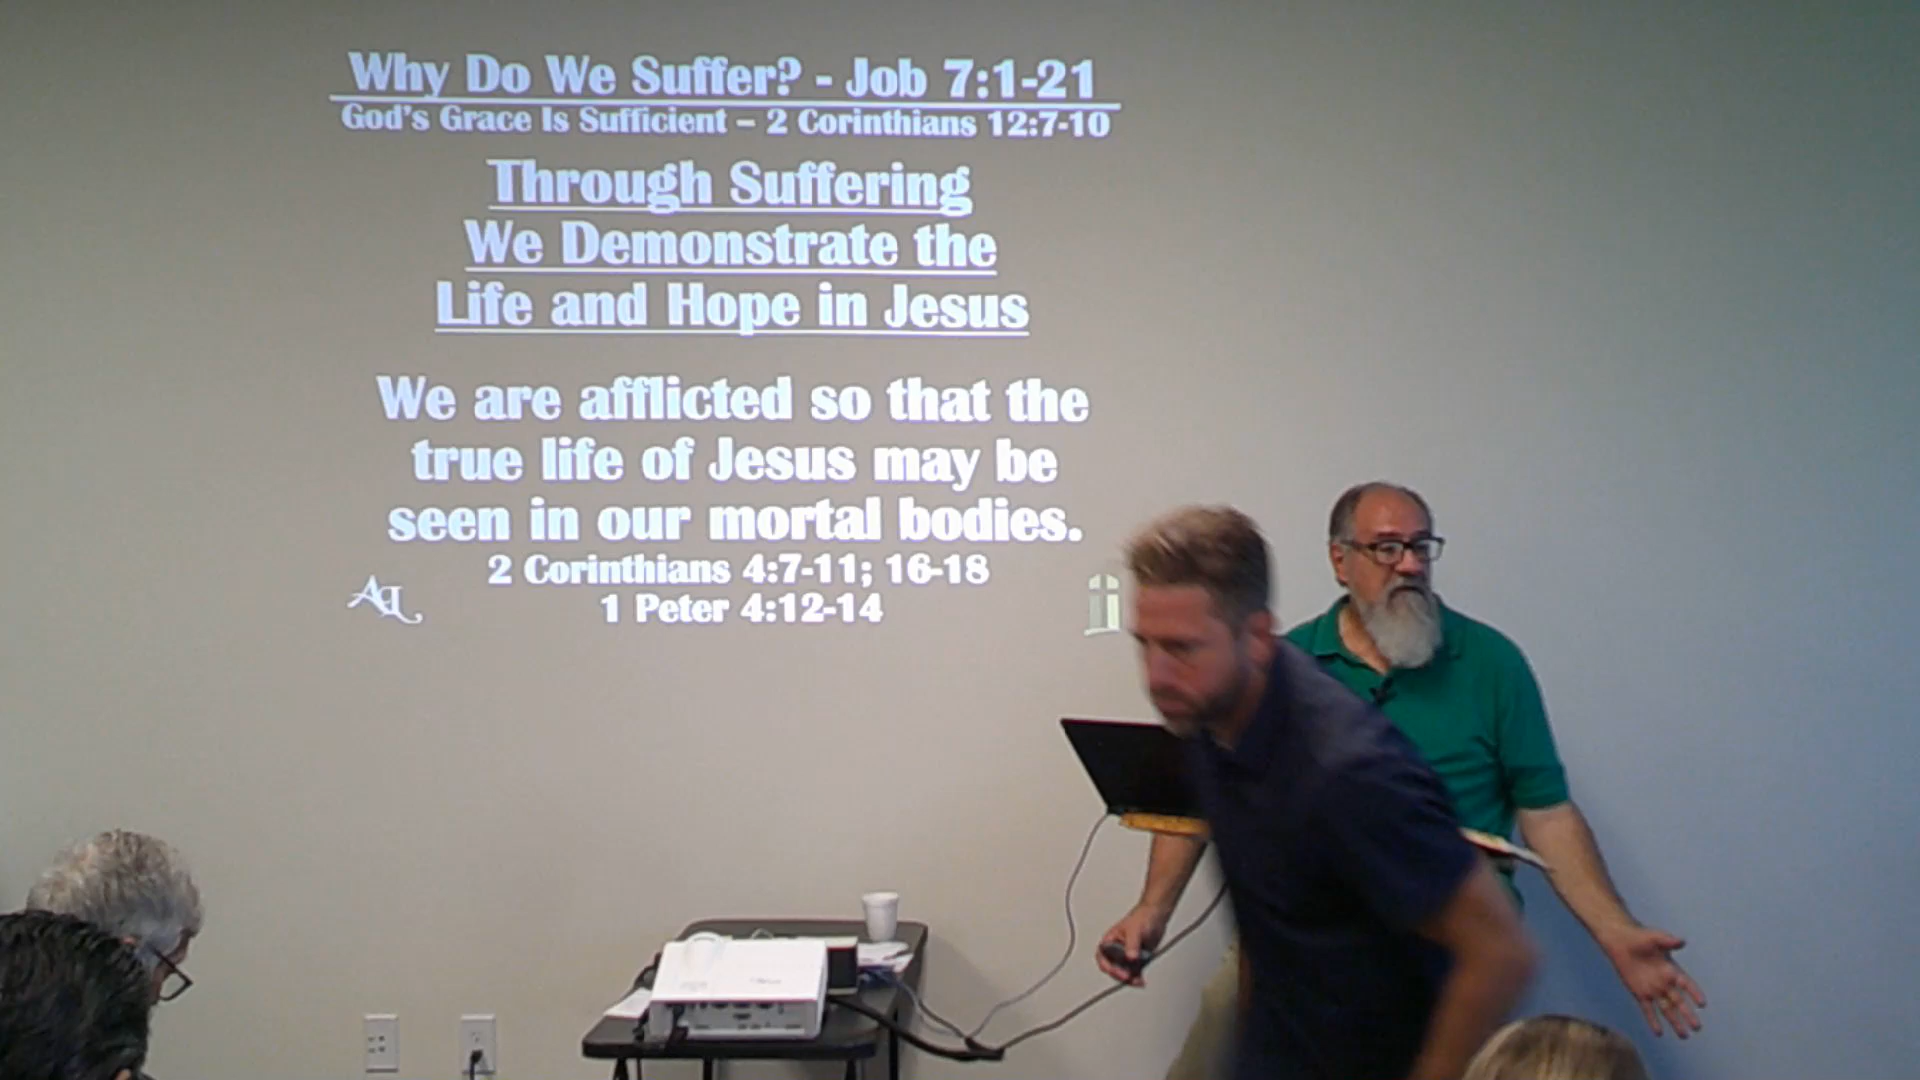 Why Do We Suffer? - Job 7:1-21
God's Grace Is Sufficient – 2 Corinthians 12:7-10
Through Suffering
We Demonstrate the
Life and Hope in Jesus
We are afflicted so that the
true life of Jesus may be
seen in our mortal bodies.
2 Corinthians 4:7-11; 16-18
1 Peter 4:12-14